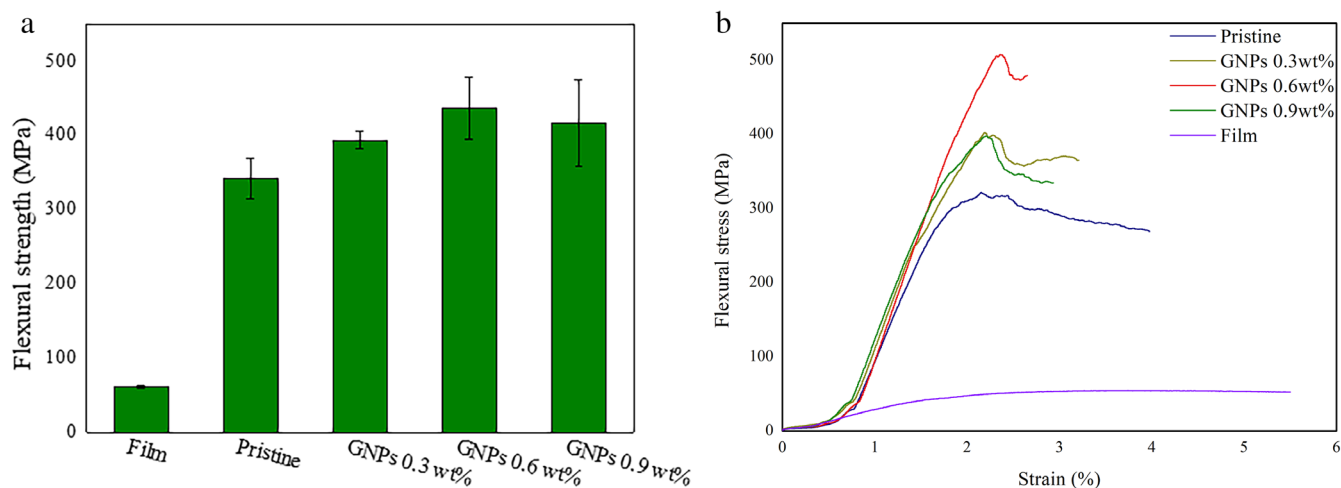 a
Flexural strength (MPa)
500
400
300
200
100
0
Film
Pristine
GNPs 0.3 wt%
GNPs 0.6 wt%
GNPs 0.9 wt%
b
Flexural stress (MPa)
500
400
300
200
100
0
0
1
2
3
4
5
6
Strain (%)
Pristine
GNPs 0.3wt%
GNPs 0.6wt%
GNPs 0.9wt%
Film